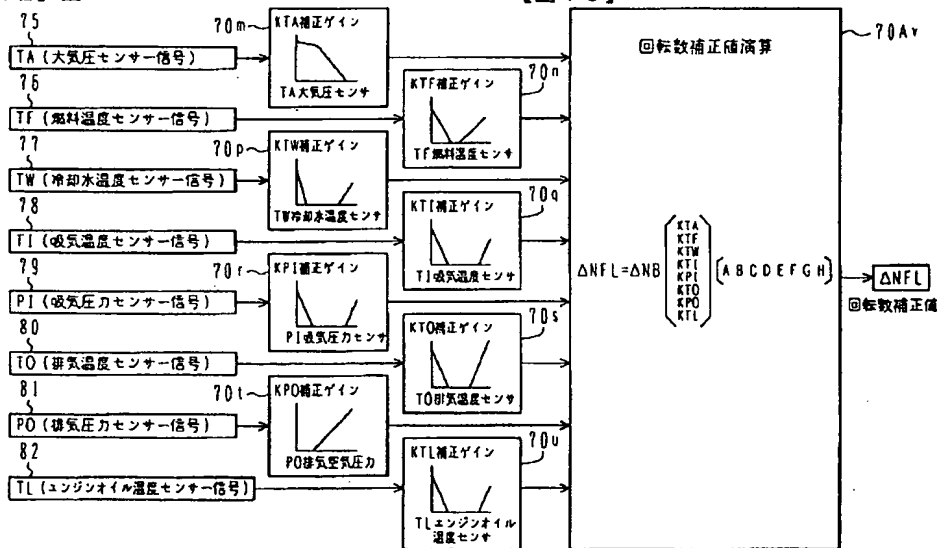 75
TA (大気圧センサー信号)
76
TF (燃料温度センサー信号)
77
TW (冷却水温度センサー信号)
78
TI (吸気温度センサー信号)
79
PI (吸気圧力センサー信号)
80
TO (排気温度センサー信号)
81
PO (排気圧力センサー信号)
82
TL (エンジンオイル温度センサー信号)
70m
KTA補正ゲイン
TA大気圧センサ
70n
KTF補正ゲイン
TF燃料温度センサ
70p
KTW補正ゲイン
TW冷却水温度センサ
70q
KTI補正ゲイン
TI吸気温度センサ
70r
KPI補正ゲイン
PI吸気圧力センサ
70s
KTO補正ゲイン
TO排気温度センサ
70t
KPO補正ゲイン
PO排気空気圧力
70u
KTL補正ゲイン
TLエンジンオイル
温度センサ
70Av
回転数補正値演算
ΔNFL=ΔNB
KTA
KTF
KTW
KTI
KPI
KTO
KPO
KTL
[A B C D E F G H]
ΔNFL
回転数補正値